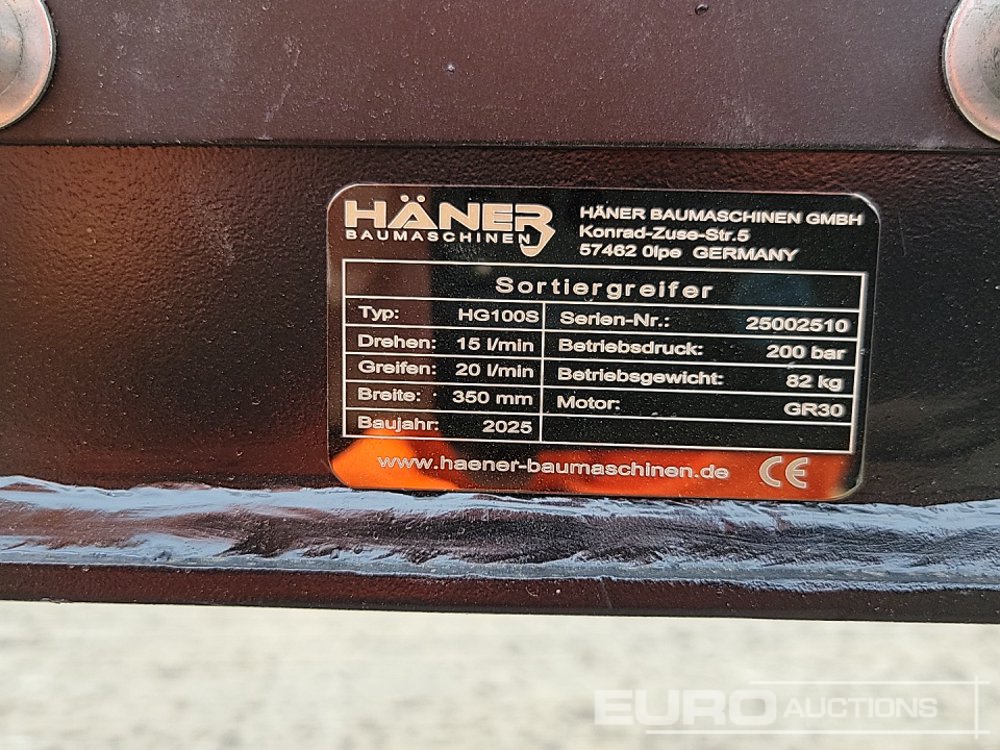 HÄNER
BAUMASCHINEN
HÄNER BAUMASCHINEN GMBH
Konrad-Zuse-Str.5
57462 Olpe GERMANY
Sortiergreifer
Typ: HG100S Serien-Nr.: 25002510
Drehen: 15 l/min Betriebsdruck: 200 bar
Greifen: 20 l/min Betriebsgewicht: 82 kg
Breite: 350 mm Motor: GR30
Baujahr: 2025
www.haener-baumaschinen.de CE
EURO AUCTIONS